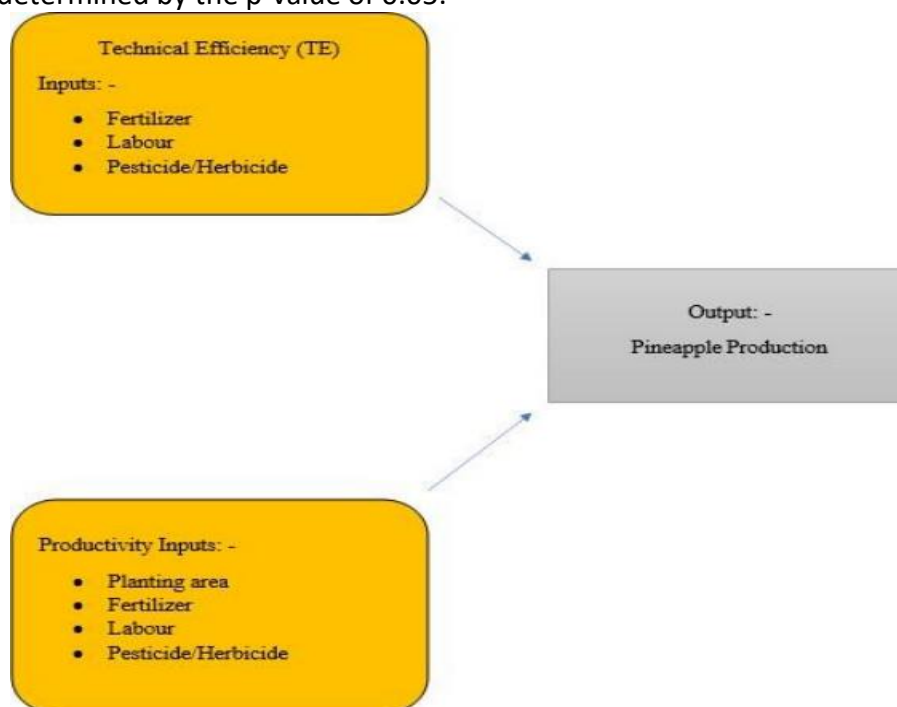 determined by the p-value of 0.05.
Technical Efficiency (TE)
Inputs: -
• Fertilizer
• Labour
• Pesticide/Herbicide
Output: -
Pineapple Production
Productivity Inputs: -
• Planting area
• Fertilizer
• Labour
• Pesticide/Herbicide